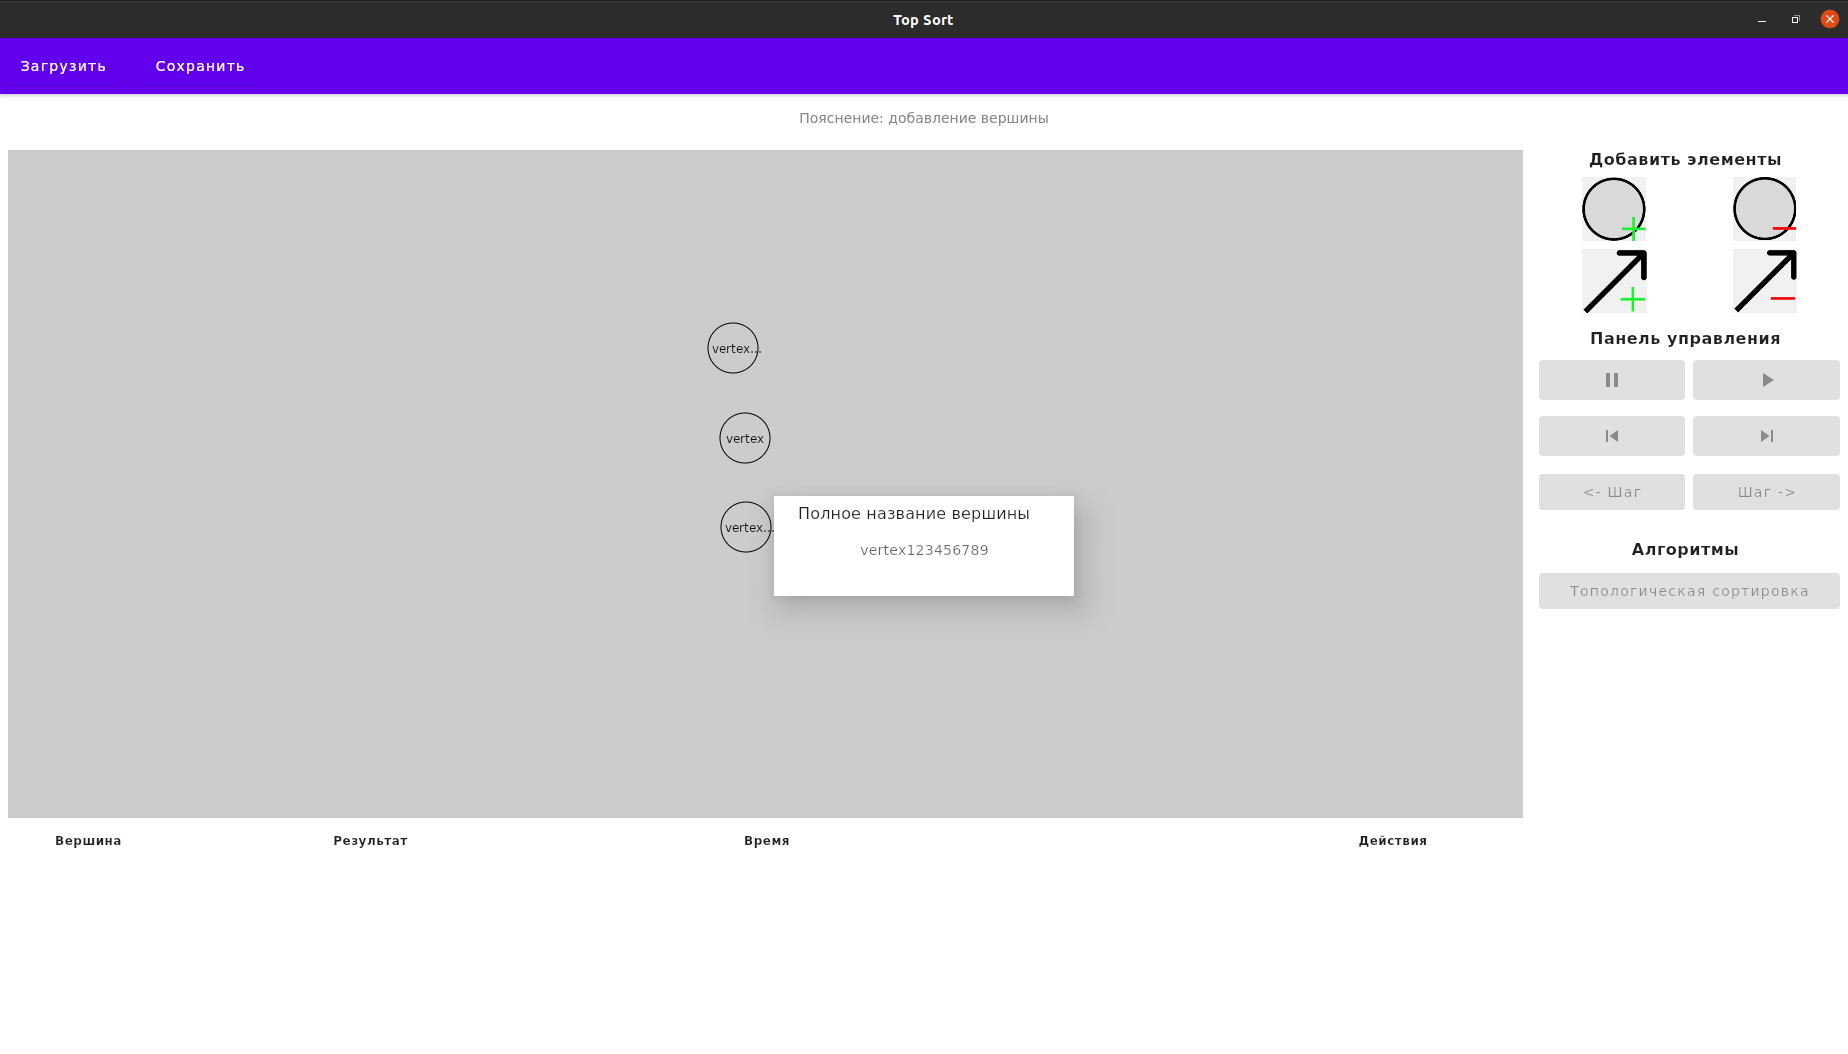 Top Sort
Загрузить
Сохранить
Пояснение: добавление вершины
Добавить элементы
vertex...
vertex
vertex...
Полное название вершины
vertex123456789
Панель управления
<- Шаг
Шаг ->
Алгоритмы
Топологическая сортировка
Вершина
Результат
Время
Действия